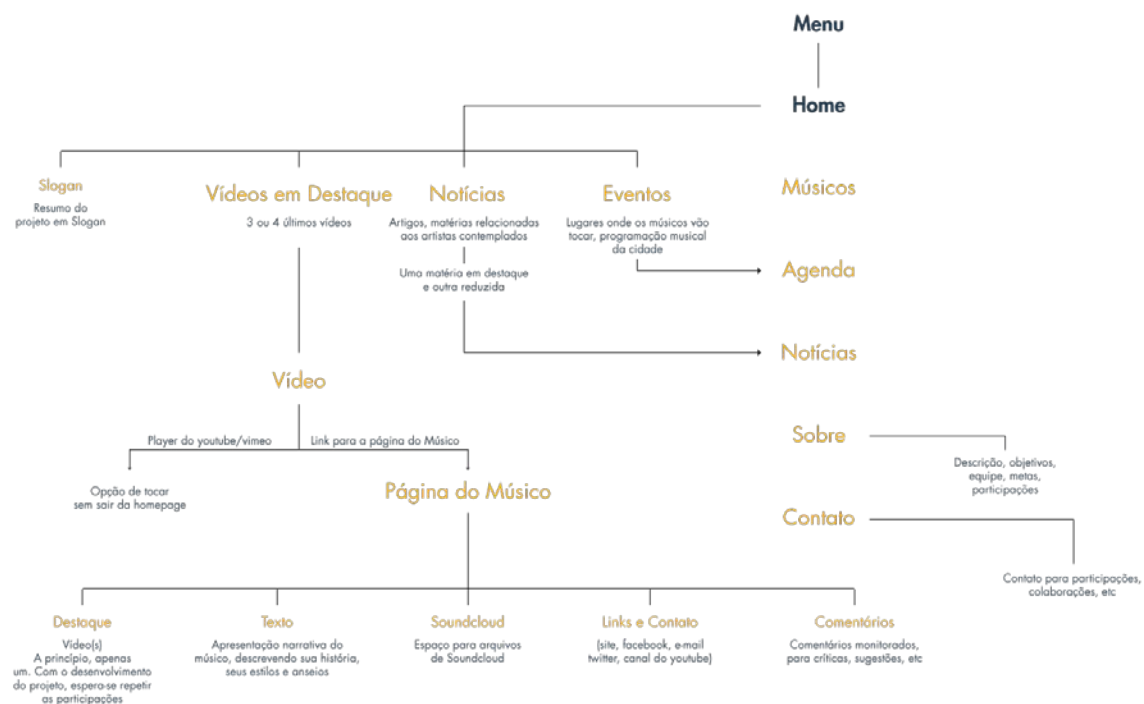 Menu
Home
Slogan
Resumo do
projeto em Slogan
Vídeos em Destaque
3 ou 4 últimos vídeos
Notícias
Artigos, matérias relacionadas
aos artistas contemplados
Uma matéria em destaque
e outra reduzida
Eventos
Lugares onde os músicos vão
tocar, programação musical
da cidade
Músicos
Agenda
Notícias
Sobre
Descrição, objetivos,
equipe, metas,
participações
Contato
Contato para participações,
colaborações, etc
Vídeo
Player do youtube/vimeo
Link para a página do Músico
Opção de tocar
sem sair da homepage
Página do Músico
Destaque
Vídeo(s)
A princípio, apenas
um. Com o desenvolvimento
do projeto, espera-se repetir
as participações
Texto
Apresentação narrativa do
músico, descrevendo sua história,
seus estilos e anseios
Soundcloud
Espaço para arquivos
de Soundcloud
Links e Contato
(site, facebook, e-mail
twitter, canal do youtube)
Comentários
Comentários monitorados,
para críticas, sugestões, etc